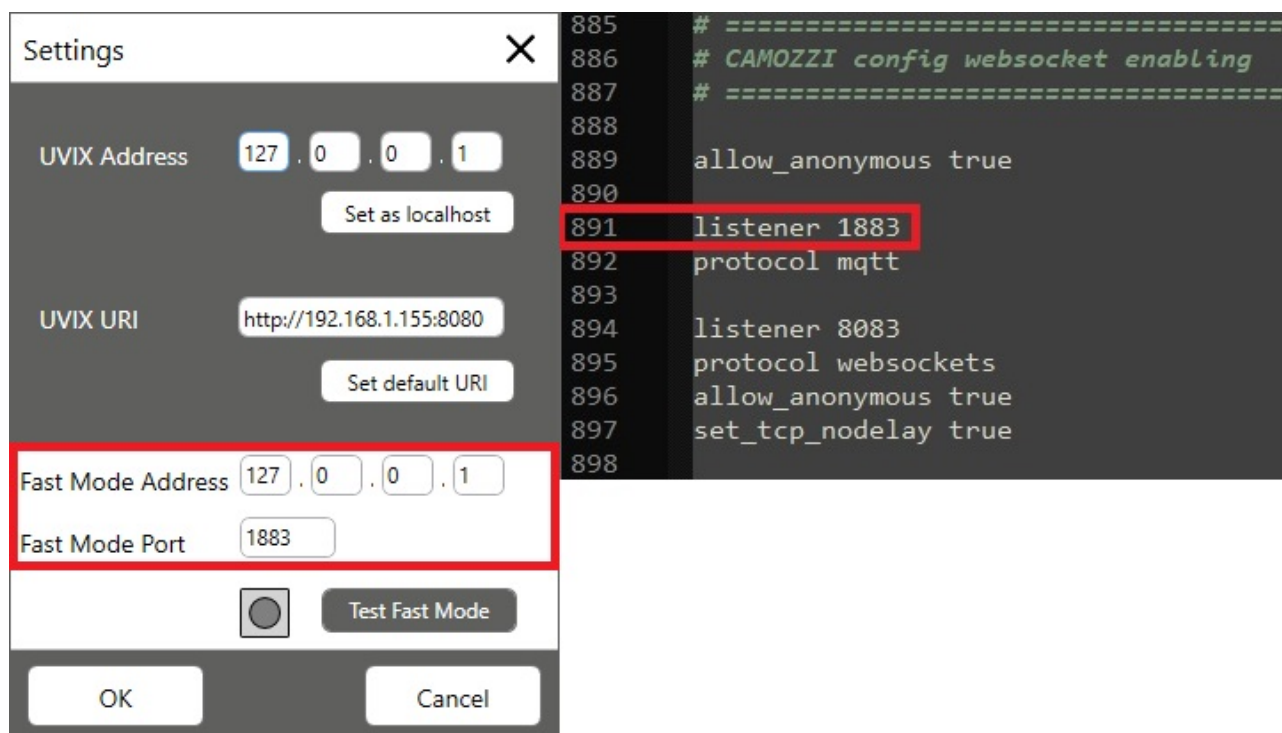 Settings
UVIX Address 127 . 0 . 0 . 1
Set as localhost
UVIX URI http://192.168.1.155:8080
Set default URI
Fast Mode Address 127 . 0 . 0 . 1
Fast Mode Port 1883
Test Fast Mode
OK Cancel
885 # ===================================
886 # CAMOZZI config websocket enabling
887 # ===================================
888
889 allow_anonymous true
890
891 listener 1883
892 protocol mqtt
893
894 listener 8083
895 protocol websockets
896 allow_anonymous true
897 set_tcp_nodelay true
898